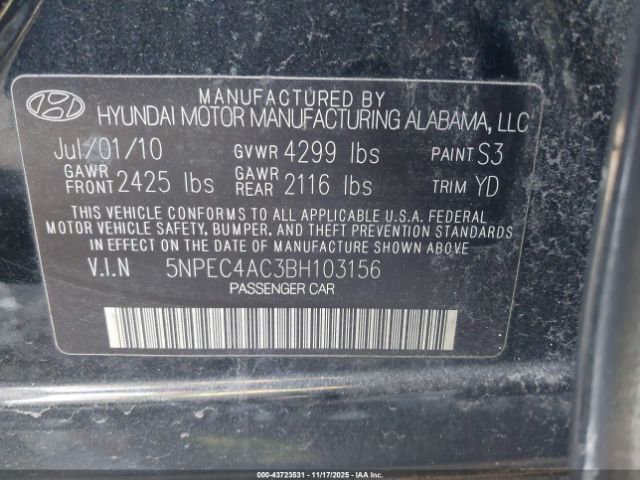 MANUFACTURED BY
HYUNDAI MOTOR MANUFACTURING ALABAMA, LLC
Jul/01/10 GVWR 4299 lbs PAINT S3
GAWR FRONT 2425 lbs GAWR REAR 2116 lbs TRIM YD
THIS VEHICLE CONFORMS TO ALL APPLICABLE U.S.A. FEDERAL
MOTOR VEHICLE SAFETY, BUMPER, AND THEFT PREVENTION STANDARDS
IN EFFECT ON THE DATE OF MANUFACTURE SHOWN ABOVE.
V.I.N 5NPEC4AC3BH103156
PASSENGER CAR
000-43723531 - 11/17/2025 - IAAI.COM